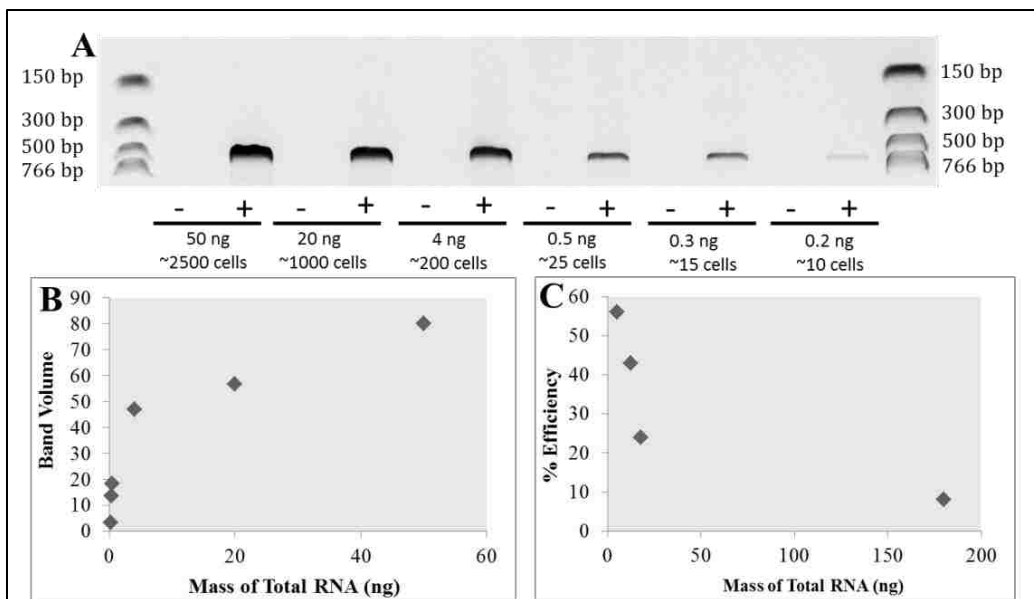 A
150 bp
300 bp
500 bp
766 bp
150 bp
300 bp
500 bp
766 bp
- + - + - + - + - + - +
50 ng 20 ng 4 ng 0.5 ng 0.3 ng 0.2 ng
~2500 cells ~1000 cells ~200 cells ~25 cells ~15 cells ~10 cells
B
Band Volume
90
80
70
60
50
40
30
20
10
0
0 20 40 60
Mass of Total RNA (ng)
C
% Efficiency
60
50
40
30
20
10
0
0 50 100 150 200
Mass of Total RNA (ng)